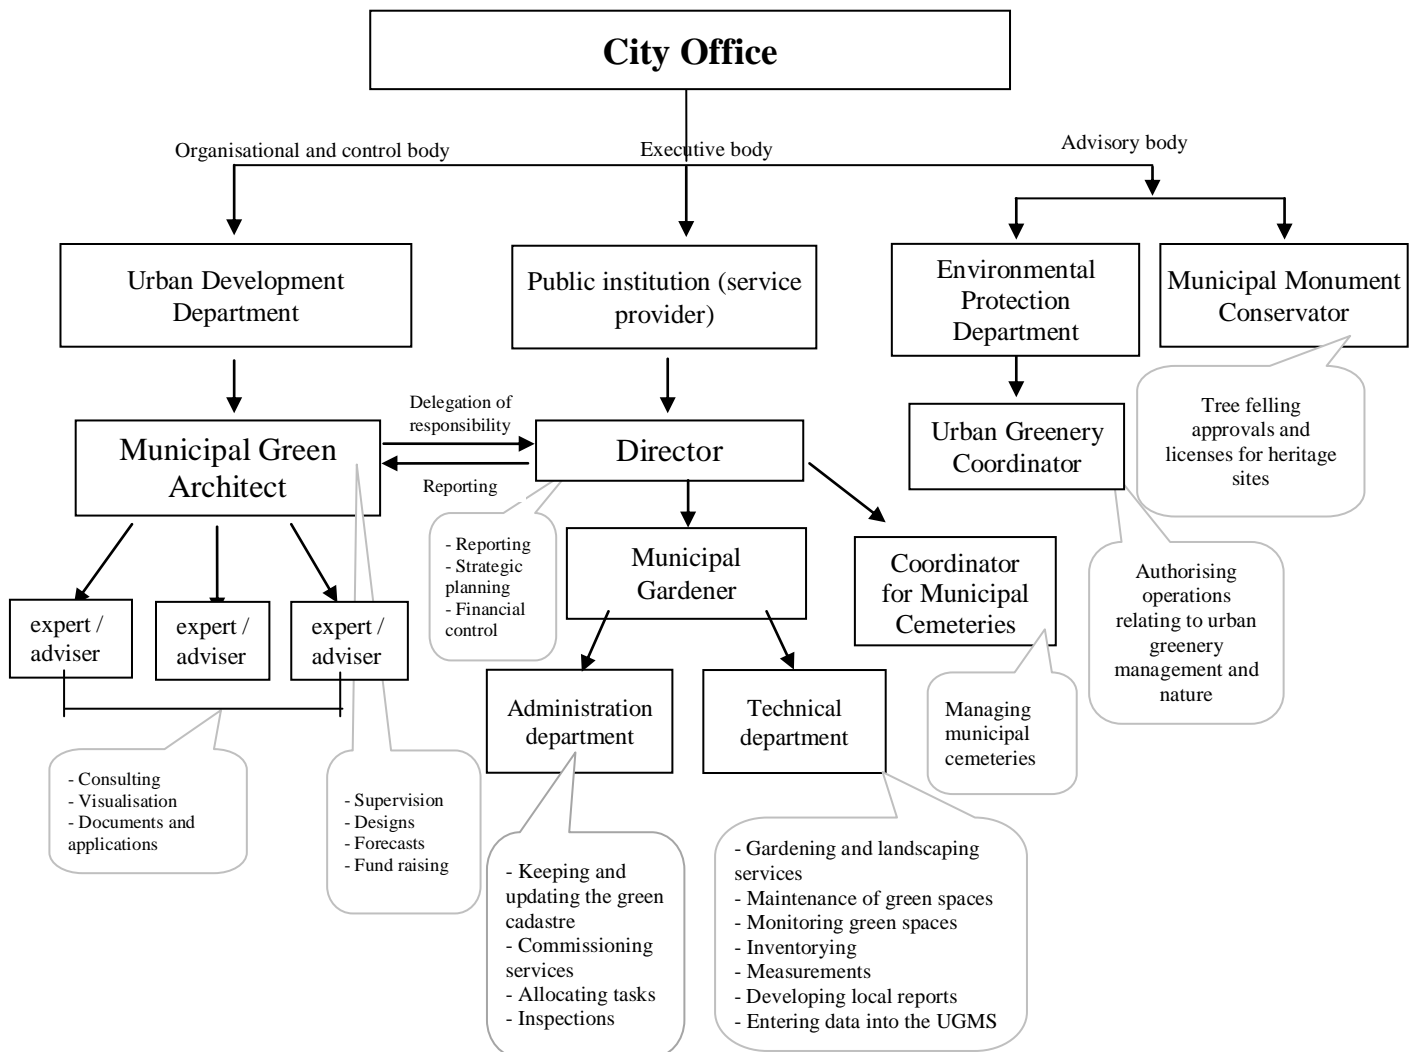 City Office
Organisational and control body
Executive body
Advisory body
Urban Development
Department
Public institution (service
provider)
Environmental
Protection
Department
Municipal Monument
Conservator
Municipal Green
Architect
Delegation of
responsibility
Reporting
Director
Urban Greenery
Coordinator
Tree felling
approvals and
licenses for heritage
sites
- Reporting
- Strategic
planning
- Financial
control
Municipal
Gardener
Coordinator
for Municipal
Cemeteries
Authorising
operations
relating to urban
greenery
management and
nature
expert /
adviser
expert /
adviser
expert /
adviser
Administration
department
Technical
department
Managing
municipal
cemeteries
- Consulting
- Visualisation
- Documents and
applications
- Supervision
- Designs
- Forecasts
- Fund raising
- Keeping and
updating the green
cadastre
- Commissioning
services
- Allocating tasks
- Inspections
- Gardening and landscaping
services
- Maintenance of green spaces
- Monitoring green spaces
- Inventorying
- Measurements
- Developing local reports
- Entering data into the UGMS